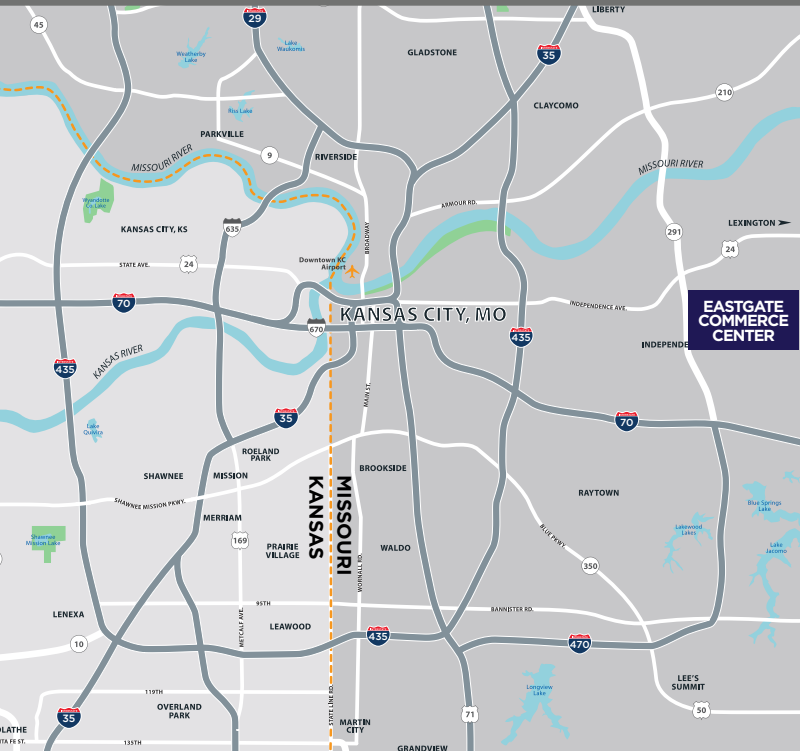 LIBERTY
45
29
Weatherby
Lake
Lake
Waukomis
GLADSTONE
35
210
CLAYCOMO
Riss Lake
PARKVILLE
MISSOURI RIVER
9
RIVERSIDE
MISSOURI RIVER
Wyandotte
Co. Lake
ARMOUR RD.
KANSAS CITY, KS
635
BROADWAY
291
LEXINGTON
24
STATE AVE.
24
Downtown KC
Airport
70
INDEPENDENCE AVE.
KANSAS CITY, MO
EASTGATE
COMMERCE
CENTER
670
435
INDEPENDE
KANSAS RIVER
435
MAIN ST.
35
70
Lake
Quivira
ROELAND
PARK
BROOKSIDE
SHAWNEE
MISSION
KANSAS
MISSOURI
RAYTOWN
SHAWNEE MISSION PKWY.
Blue Springs
Lake
MERRIAM
BLUE PKWY.
Lakewood
Lakes
Shawnee
Mission Lake
169
PRAIRIE
VILLAGE
WALDO
Lake
Jacomo
350
WORNALL RD.
95TH
BANNISTER RD.
LENEXA
METCALF AVE.
LEAWOOD
435
470
10
119TH
LEE'S
SUMMIT
Longview
Lake
STATE LINE RD.
35
OVERLAND
PARK
71
50
MARTIN
CITY
OLATHE
TA FE ST.
135TH
GRANDVIEW